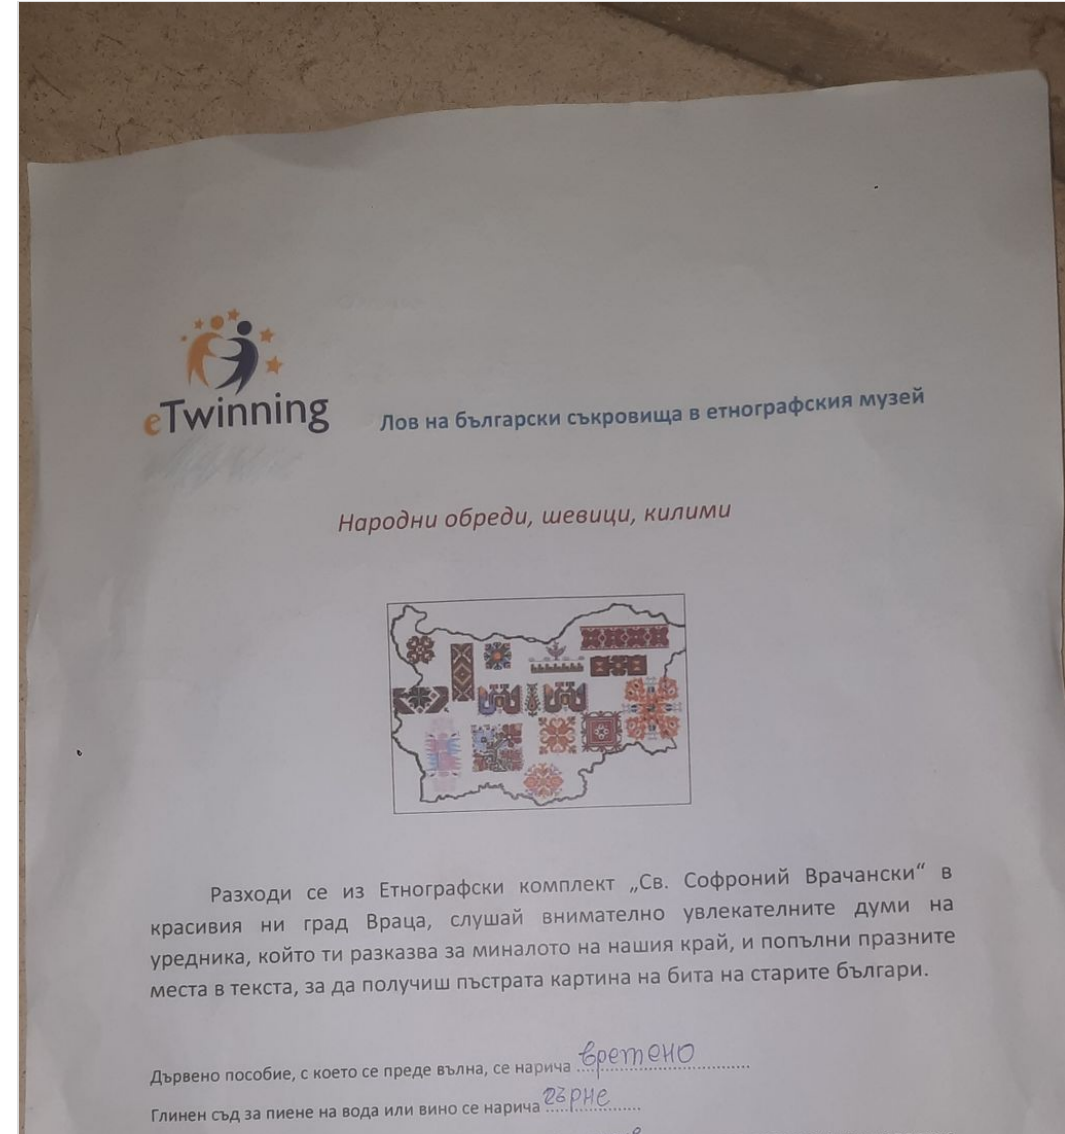 eTwinning
Лов на български съкровища в етнографския музей
Народни обреди, шевици, килими
Разходи се из Етнографски комплект „Св. Софроний Врачански“ в
красивия ни град Враца, слушай внимателно увлекателните думи на
уредника, който ти разказва за миналото на нашия край, и попълни празните
места в текста, за да получиш пъстрата картина на бита на старите българи.
Дървено пособие, с което се преде вълна, се нарича вретено
Глинен съд за пиене на вода или вино се нарича гърне